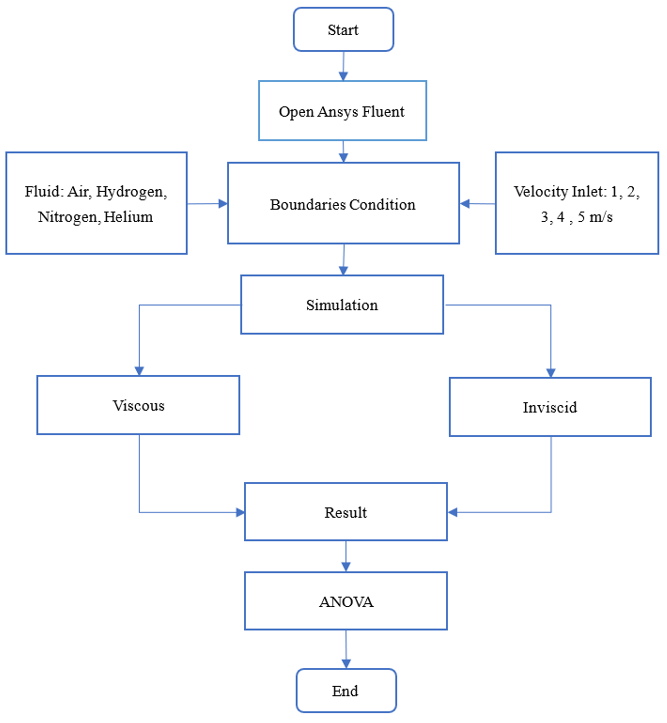 Start
Open Ansys Fluent
Fluid: Air, Hydrogen,
Nitrogen, Helium
Boundaries Condition
Velocity Inlet: 1, 2,
3, 4 , 5 m/s
Simulation
Viscous
Inviscid
Result
ANOVA
End